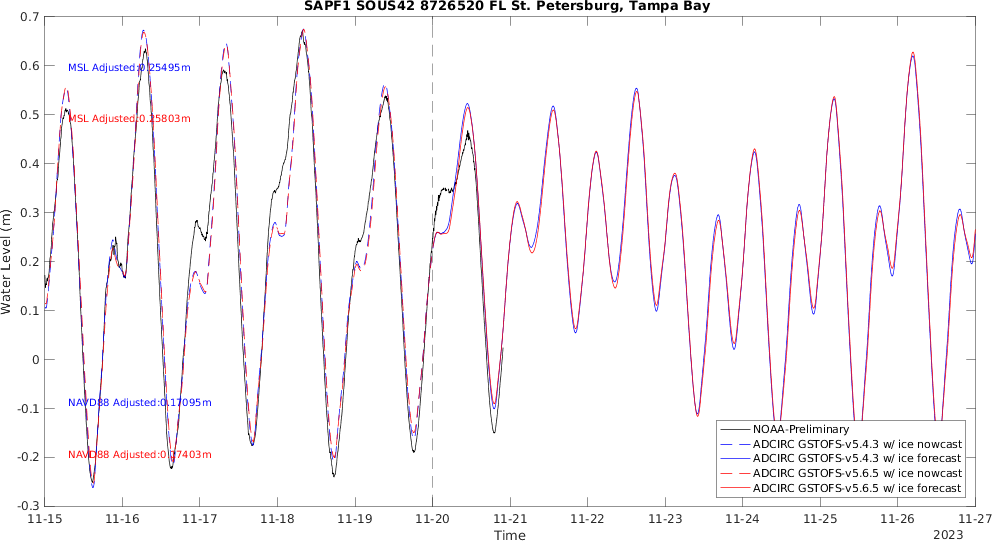 SAPF1 SOUS42 8726520 FL St. Petersburg, Tampa Bay
0.7
0.6
0.5
0.4
0.3
0.2
0.1
0
-0.1
-0.2
-0.3
Water Level (m)
MSL Adjusted:0.25495m
MSL Adjusted:0.25803m
NAVD88 Adjusted:0.17095m
NAVD88 Adjusted:0.17403m
NOAA-Preliminary
ADCIRC GSTOFS-v5.4.3 w/ ice nowcast
ADCIRC GSTOFS-v5.4.3 w/ ice forecast
ADCIRC GSTOFS-v5.6.5 w/ ice nowcast
ADCIRC GSTOFS-v5.6.5 w/ ice forecast
11-15 11-16 11-17 11-18 11-19 11-20 11-21 11-22 11-23 11-24 11-25 11-26 11-27
Time
2023